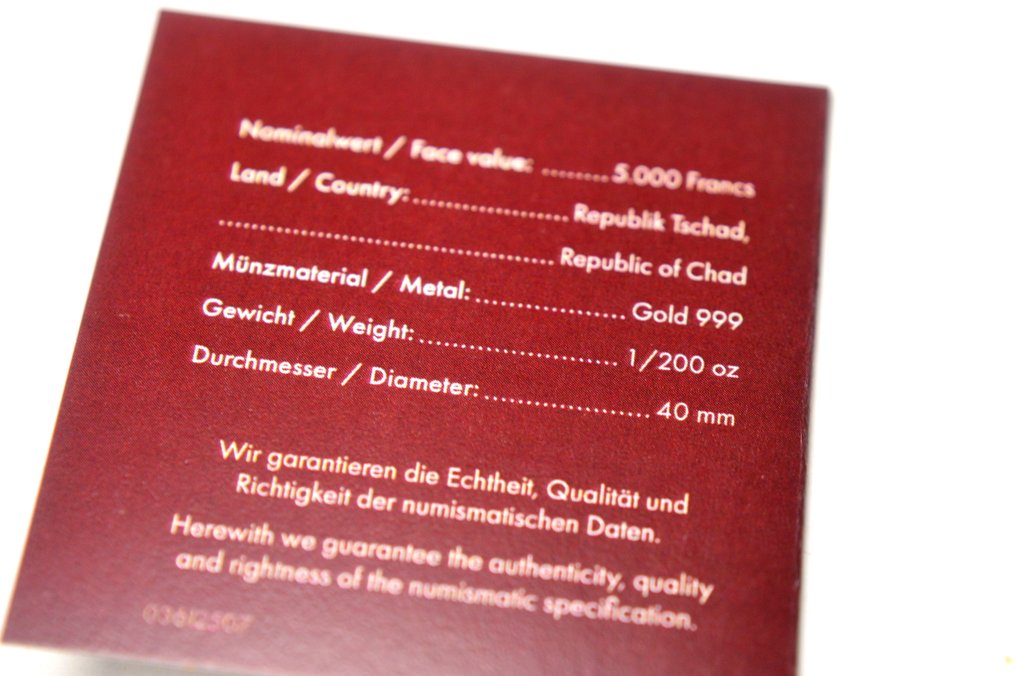 Nominalwert / Face value: ......... 5.000 Francs
Land / Country: .................... Republik Tschad,
........................................... Republic of Chad
Münzmaterial / Metal: ................... Gold 999
Gewicht / Weight: ......................... 1/200 oz
Durchmesser / Diameter: ..................... 40 mm
Wir garantieren die Echtheit, Qualität und
Richtigkeit der numismatischen Daten.
Herewith we guarantee the authenticity, quality
and rightness of the numismatic specification.